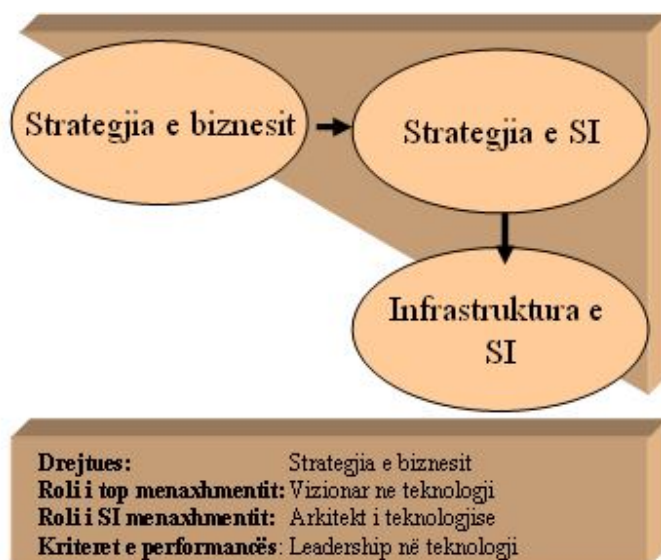 Strategjia e biznesit
Strategjia e SI
Infrastruktura e
SI
Drejtues: Strategjia e biznesit
Roli i top menaxhmentit: Vizionar ne teknologji
Roli i SI menaxhmentit: Arkitekt i teknologjise
Kriteret e performancës: Leadership në teknologji